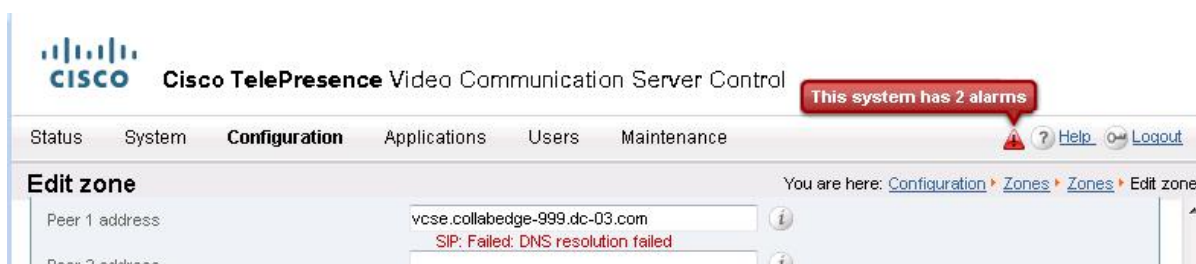 CISCO Cisco TelePresence Video Communication Server Control
This system has 2 alarms
Status System Configuration Applications Users Maintenance Help Logout
Edit zone You are here: Configuration Zones Zones Edit zone
Peer 1 address vcse.collabedge-999.dc-03.com i
SIP: Failed: DNS resolution failed